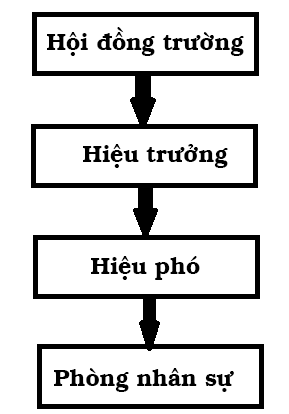 Hội đồng trường
Hiệu trưởng
Hiệu phó
Phòng nhân sự